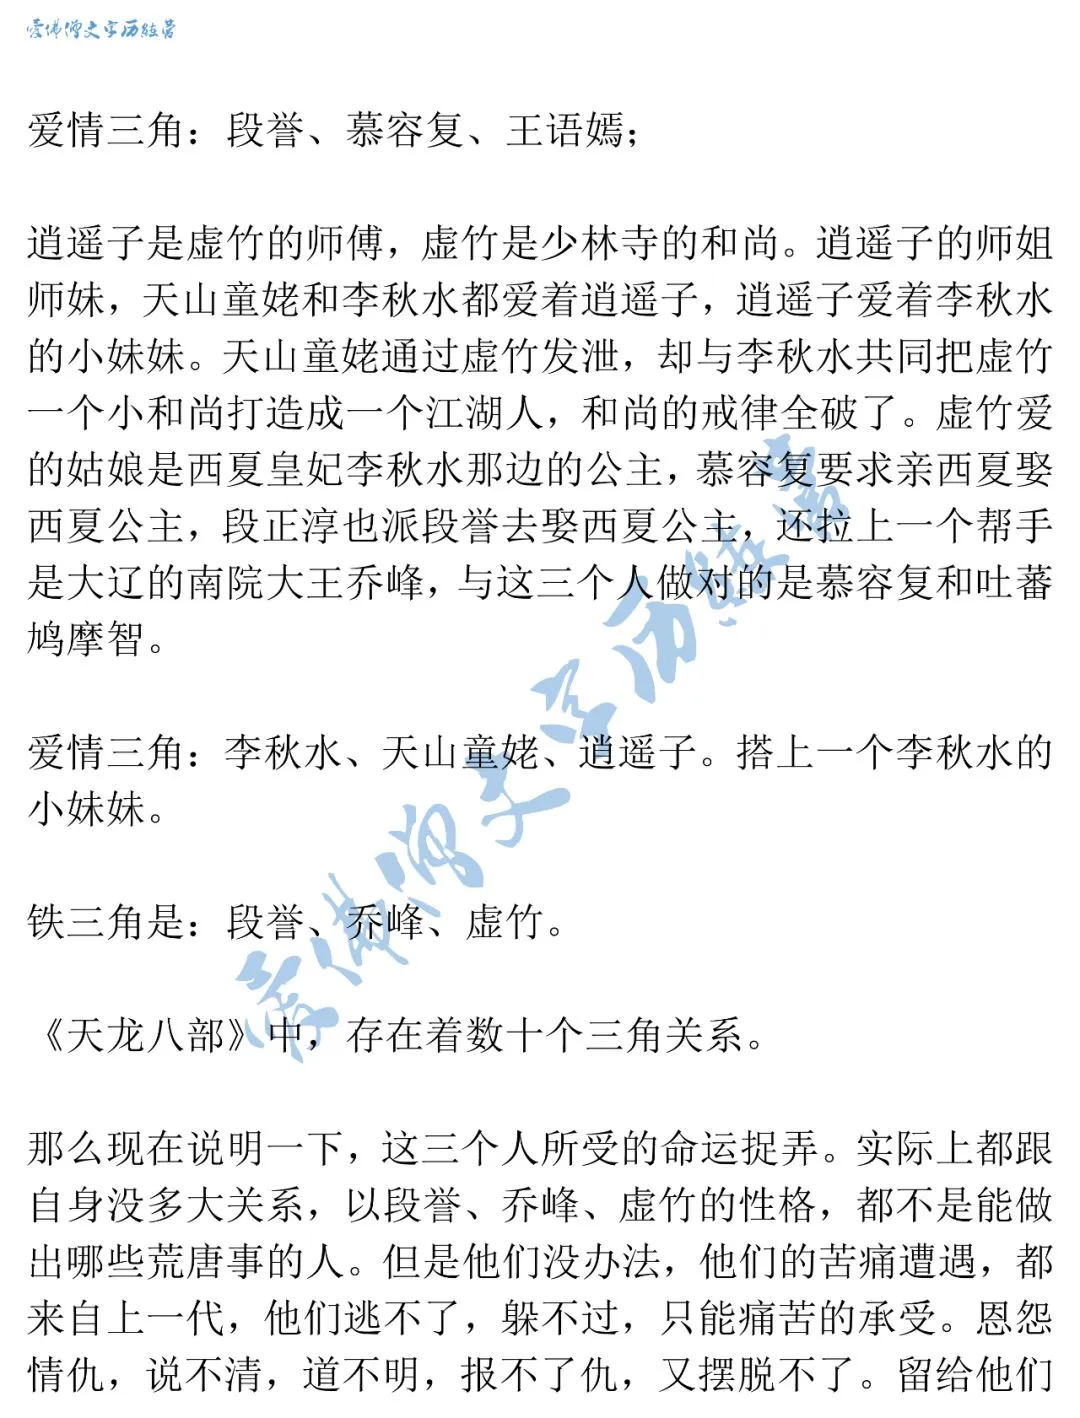 爱佛僧文字历经营
爱情三角：段誉、慕容复、王语嫣；
逍遥子是虚竹的师傅，虚竹是少林寺的和尚。逍遥子的师姐
师妹，天山童姥和李秋水都爱着逍遥子，逍遥子爱着李秋水
的小妹妹。天山童姥通过虚竹发泄，却与李秋水共同把虚竹
一个小和尚打造成一个江湖人，和尚的戒律全破了。虚竹爱
的姑娘是西夏皇妃李秋水那边的公主，慕容复要求亲西夏娶
西夏公主，段正淳也派段誉去娶西夏公主，还拉上一个帮手
是大辽的南院大王乔峰，与这三个人做对的是慕容复和吐蕃
鸠摩智。
爱情三角：李秋水、天山童姥、逍遥子。搭上一个李秋水的
小妹妹。
铁三角是：段誉、乔峰、虚竹。
《天龙八部》中，存在着数十个三角关系。
那么现在说明一下，这三个人所受的命运捉弄。实际上都跟
自身没多大关系，以段誉、乔峰、虚竹的性格，都不是能做
出哪些荒唐事的人。但是他们没办法，他们的苦痛遭遇，都
来自上一代，他们逃不了，躲不过，只能痛苦的承受。恩怨
情仇，说不清，道不明，报不了仇，又摆脱不了。留给他们